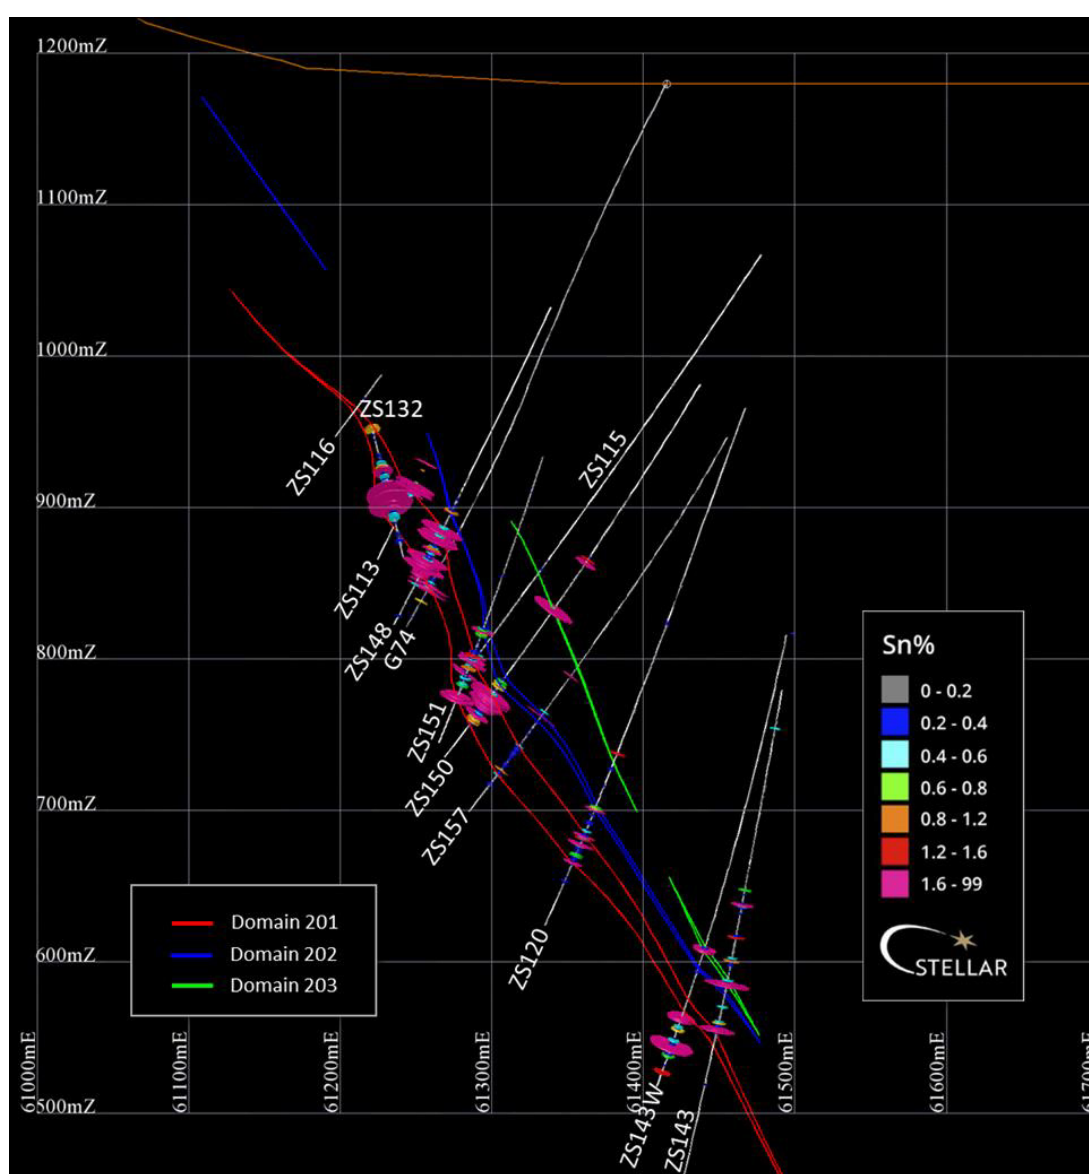 1200mZ
1100mZ
1000mZ
900mZ
800mZ
700mZ
600mZ
500mZ
ZS132
ZS116
ZS115
ZS113
ZS148
G74
ZS151
ZS150
ZS157
ZS120
ZS143W
ZS143
Sn%
0 - 0.2
0.2 - 0.4
0.4 - 0.6
0.6 - 0.8
0.8 - 1.2
1.2 - 1.6
1.6 - 99
STELLAR
Domain 201
Domain 202
Domain 203
61000mE
61100mE
61200mE
61300mE
61400mE
61500mE
61600mE